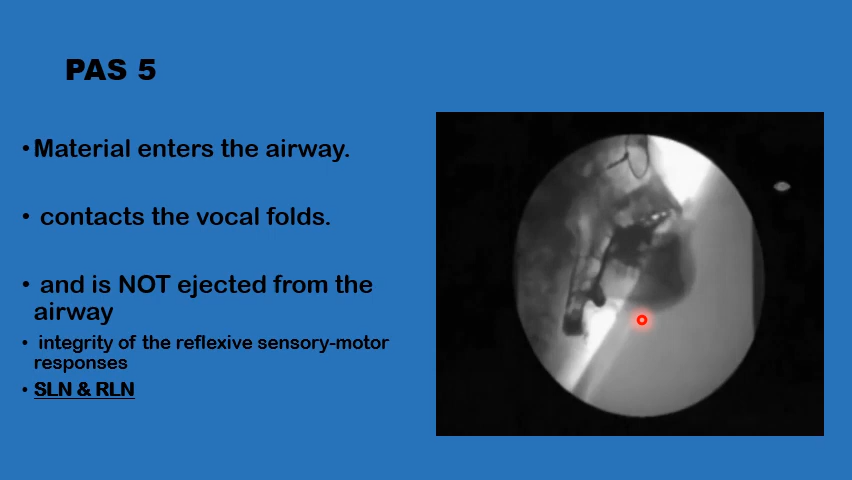 PAS 5
•Material enters the airway.
• contacts the vocal folds.
• and is NOT ejected from the
airway
• integrity of the reflexive sensory-motor
responses
• SLN & RLN